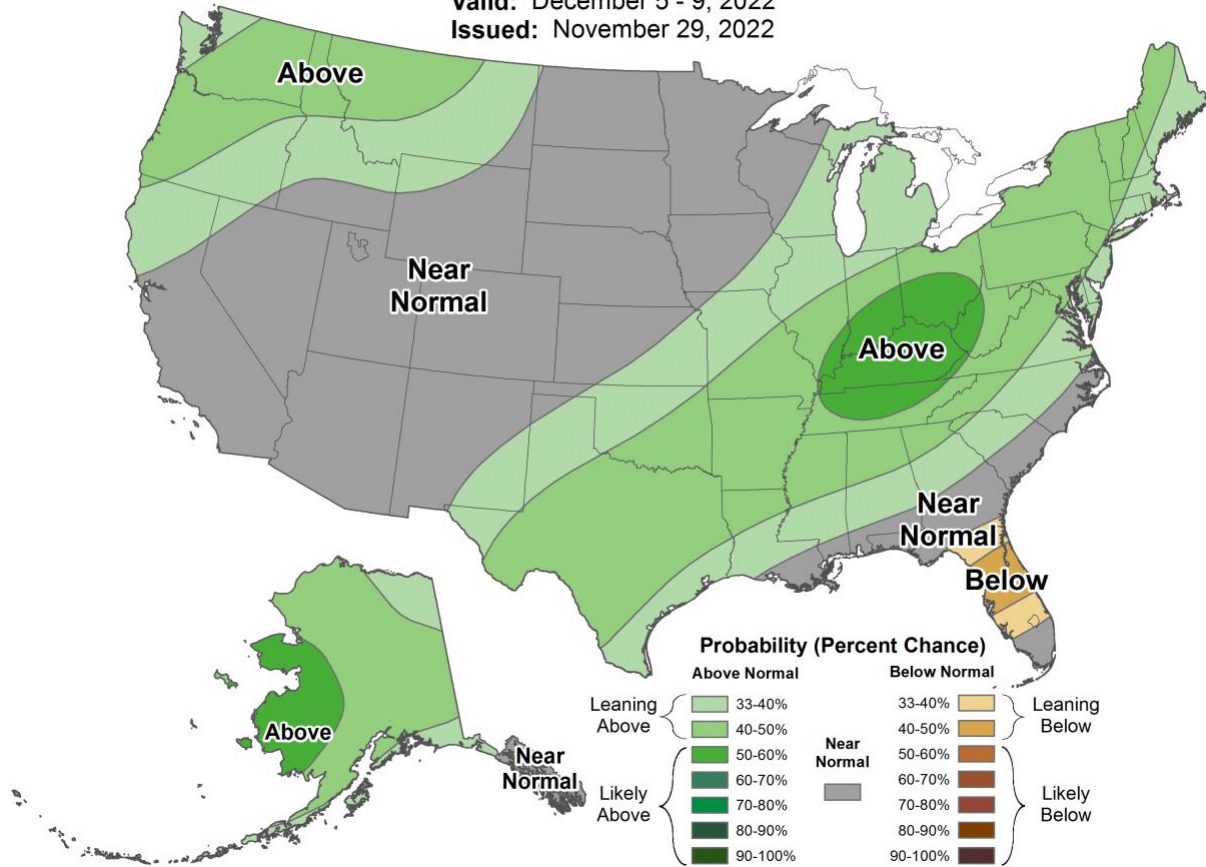 Valid: December 5 - 9, 2022
Issued: November 29, 2022
Above
Near
Normal
Above
Near
Normal
Below
Above
Near
Normal
Probability (Percent Chance)
Above Normal
Below Normal
Leaning
Above
33-40%
40-50%
Likely
Above
50-60%
60-70%
70-80%
80-90%
90-100%
Near
Normal
33-40%
40-50%
Leaning
Below
50-60%
60-70%
70-80%
80-90%
90-100%
Likely
Below